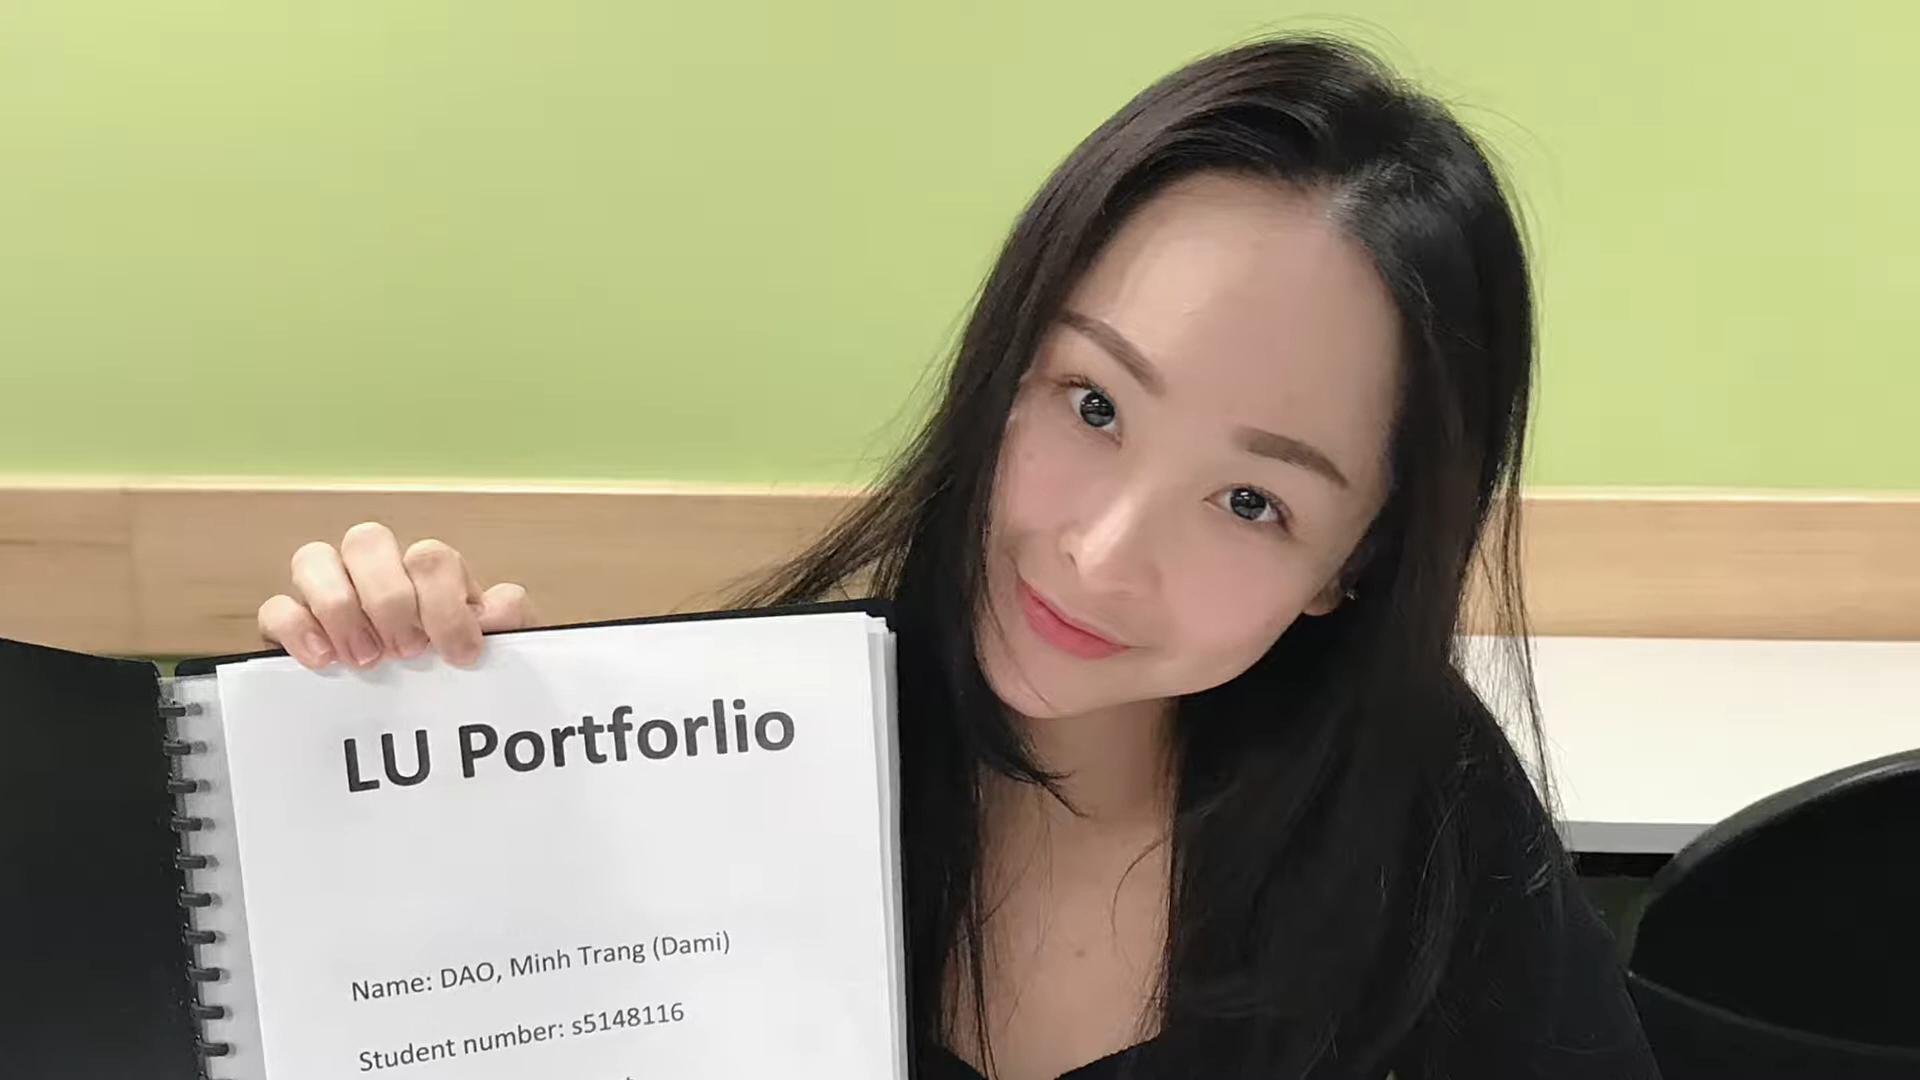 LU Portforlio
Name: DAO, Minh Trang (Dami)
Student number: s5148116